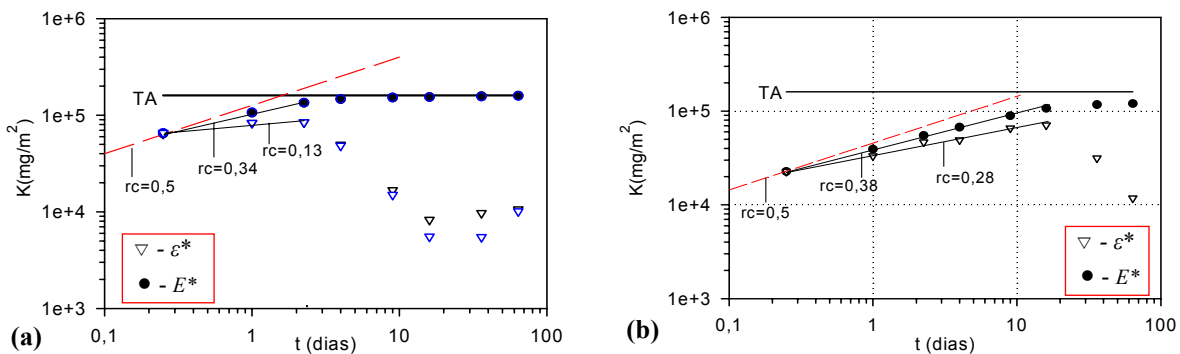 1e+6
1e+5
1e+4
1e+3
K(mg/m²)
TA
rc=0,5
rc=0,34
rc=0,13
▽ - ε*
● - E*
0,1 1 10 100
t (dias)
(a)
1e+6
1e+5
1e+4
1e+3
K(mg/m²)
TA
rc=0,5
rc=0,38
rc=0,28
▽ - ε*
● - E*
0,1 1 10 100
t (dias)
(b)